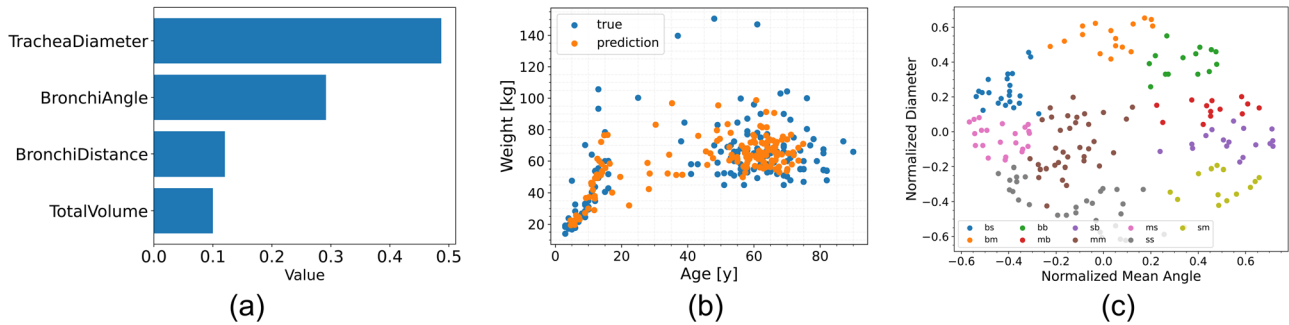 TracheaDiameter
BronchiAngle
BronchiDistance
TotalVolume
0.0 0.1 0.2 0.3 0.4 0.5
Value
(a)
true
prediction
140
120
100
80
60
40
20
Weight [kg]
0 20 40 60 80
Age [y]
(b)
0.6
0.4
0.2
0.0
−0.2
−0.4
−0.6
Normalized Diameter
bs bb sb ms sm
bm mb mm ss
−0.6 −0.4 −0.2 0.0 0.2 0.4 0.6
Normalized Mean Angle
(c)